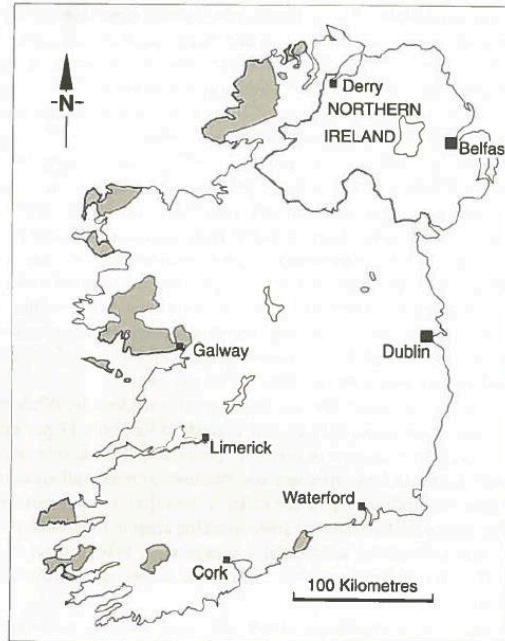 -N-
Derry
NORTHERN
IRELAND
Belfas
Galway
Dublin
Limerick
Waterford
Cork
100 Kilometres